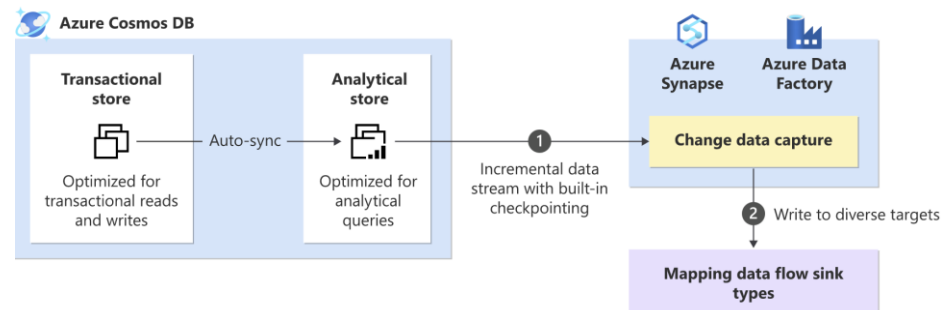 Azure Cosmos DB
Transactional
store
Optimized for
transactional reads
and writes
Auto-sync
Analytical
store
Optimized for
analytical
queries
1
Incremental data
stream with built-in
checkpointing
Azure
Synapse
Azure Data
Factory
Change data capture
2
Write to diverse targets
Mapping data flow sink
types